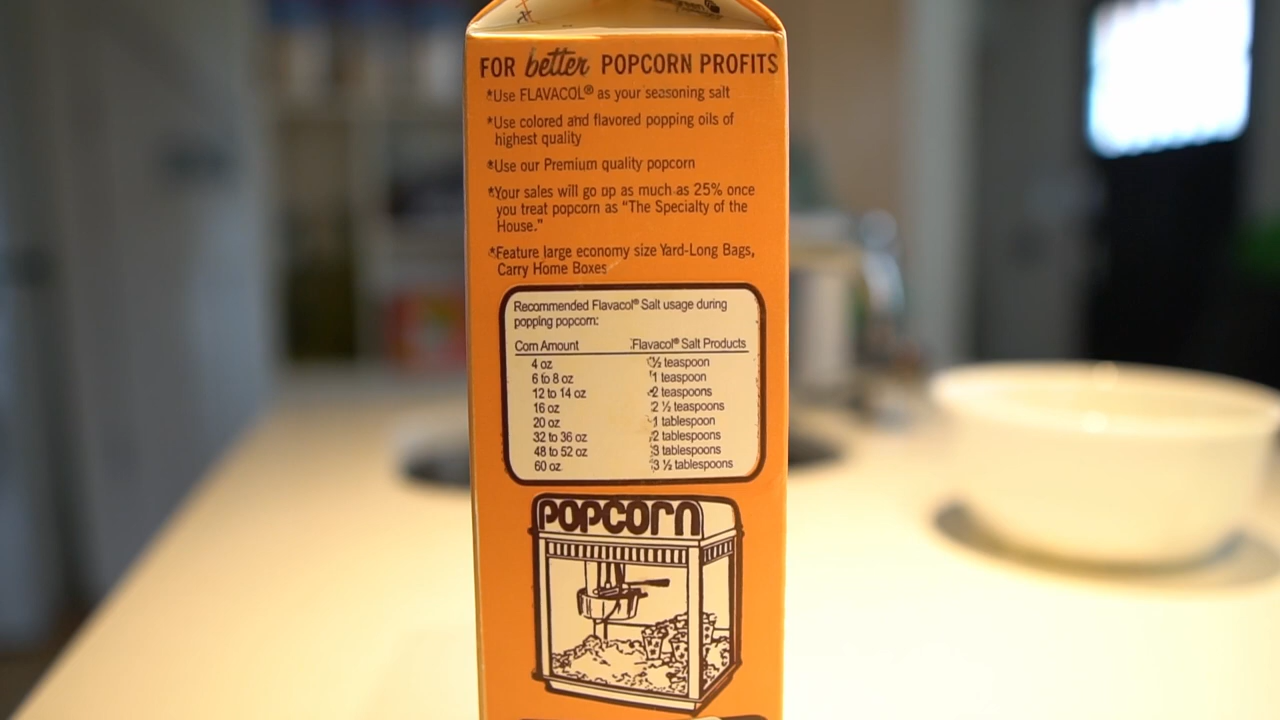 FOR better POPCORN PROFITS
*Use FLAVACOL® as your seasoning salt
*Use colored and flavored popping oils of
highest quality
*Use our Premium quality popcorn
*Your sales will go up as much as 25% once
you treat popcorn as “The Specialty of the
House.”
*Feature large economy size Yard-Long Bags,
Carry Home Boxes
Recommended Flavacol® Salt usage during
popping popcorn:
Corn Amount Flavacol® Salt Products
4 oz ½ teaspoon
6 to 8 oz 1 teaspoon
12 to 14 oz 2 teaspoons
16 oz 2 ½ teaspoons
20 oz 1 tablespoon
32 to 36 oz 2 tablespoons
48 to 52 oz 3 tablespoons
60 oz 3 ½ tablespoons
POPCORN